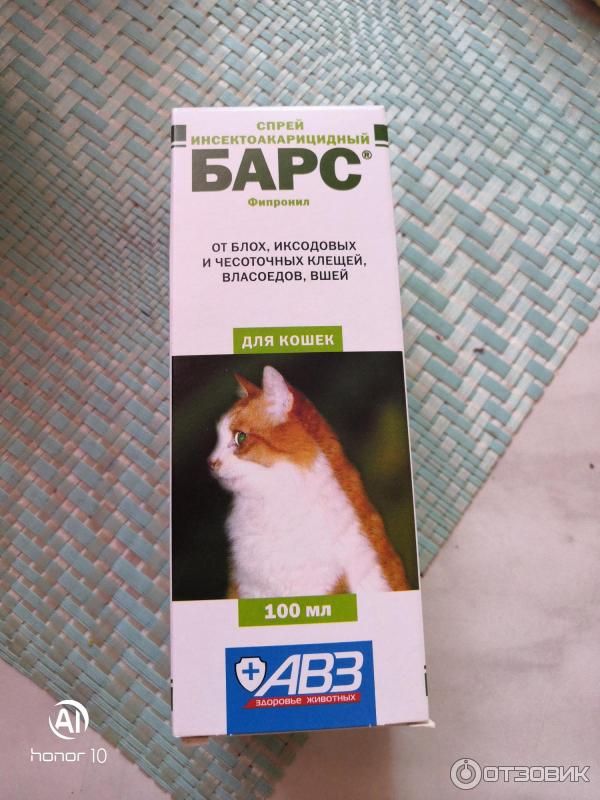 СПРЕЙ
ИНСЕКТОАКАРИЦИДНЫЙ
БАРС®
Фипронил
ОТ БЛОХ, ИКСОДОВЫХ
И ЧЕСОТОЧНЫХ КЛЕЩЕЙ,
ВЛАСОЕДОВ, ВШЕЙ
ДЛЯ КОШЕК
100 мл
АВЗ
здоровье животных
AI
honor 10
ОТЗОВИК